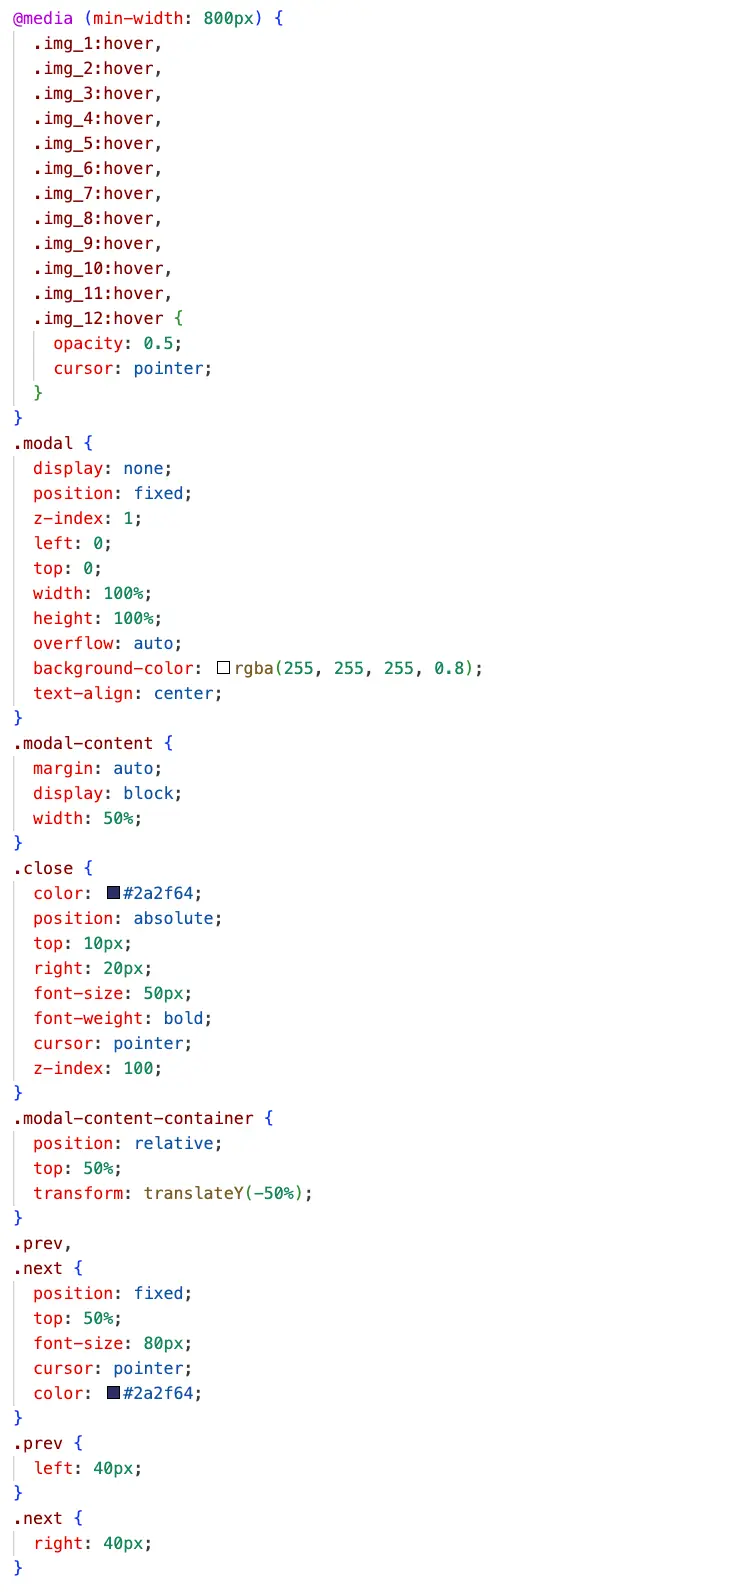 @media (min-width: 800px) {
  .img_1:hover,
  .img_2:hover,
  .img_3:hover,
  .img_4:hover,
  .img_5:hover,
  .img_6:hover,
  .img_7:hover,
  .img_8:hover,
  .img_9:hover,
  .img_10:hover,
  .img_11:hover,
  .img_12:hover {
    opacity: 0.5;
    cursor: pointer;
  }
}
.modal {
  display: none;
  position: fixed;
  z-index: 1;
  left: 0;
  top: 0;
  width: 100%;
  height: 100%;
  overflow: auto;
  background-color: rgba(255, 255, 255, 0.8);
  text-align: center;
}
.modal-content {
  margin: auto;
  display: block;
  width: 50%;
}
.close {
  color: #2a2f64;
  position: absolute;
  top: 10px;
  right: 20px;
  font-size: 50px;
  font-weight: bold;
  cursor: pointer;
  z-index: 100;
}
.modal-content-container {
  position: relative;
  top: 50%;
  transform: translateY(-50%);
}
.prev,
.next {
  position: fixed;
  top: 50%;
  font-size: 80px;
  cursor: pointer;
  color: #2a2f64;
}
.prev {
  left: 40px;
}
.next {
  right: 40px;
}